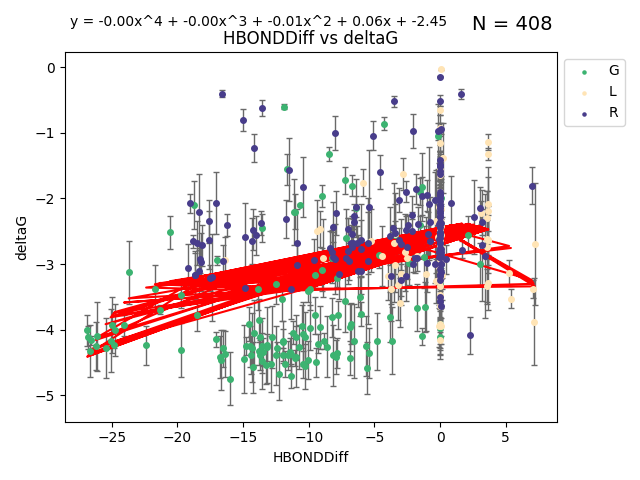 y = -0.00x^4 + -0.00x^3 + -0.01x^2 + 0.06x + -2.45
N = 408
HBONDDiff vs deltaG
deltaG
0
−1
−2
−3
−4
−5
−25
−20
−15
−10
−5
0
5
HBONDDiff
G
L
R